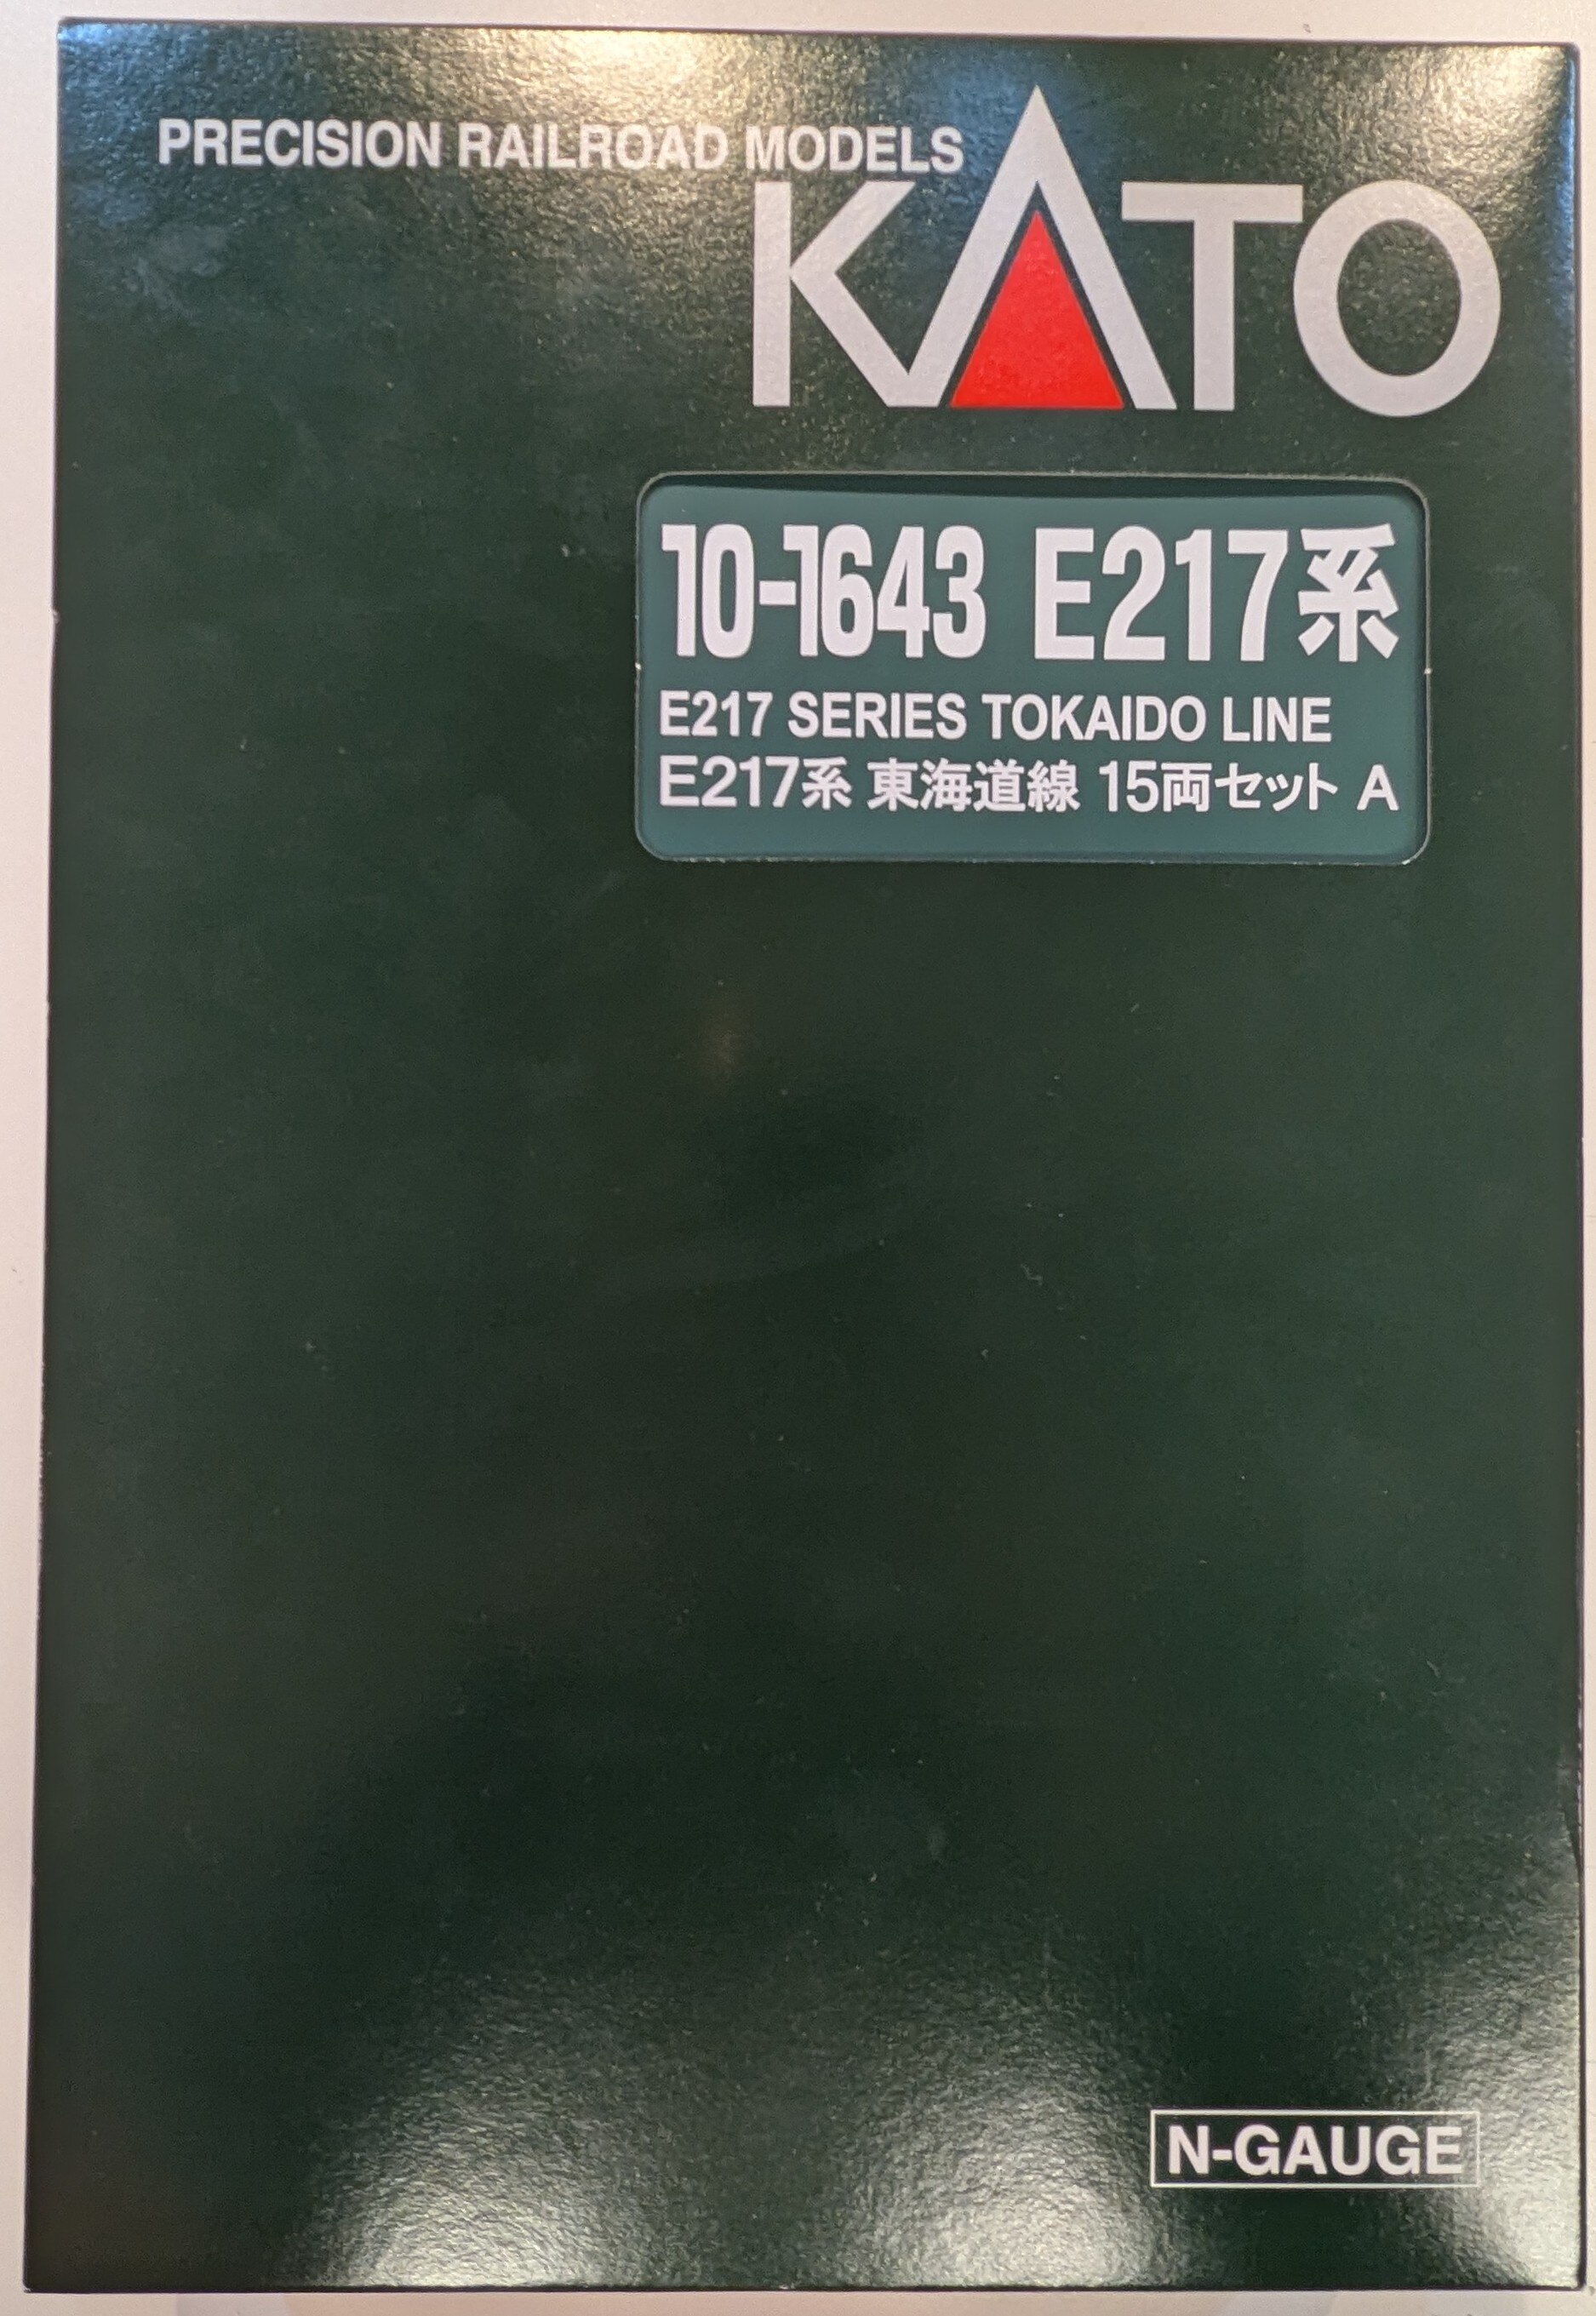 PRECISION RAILROAD MODELS
KATO
10-1643 E217系
E217 SERIES TOKAIDO LINE
E217系 東海道線 15両セット A
N-GAUGE